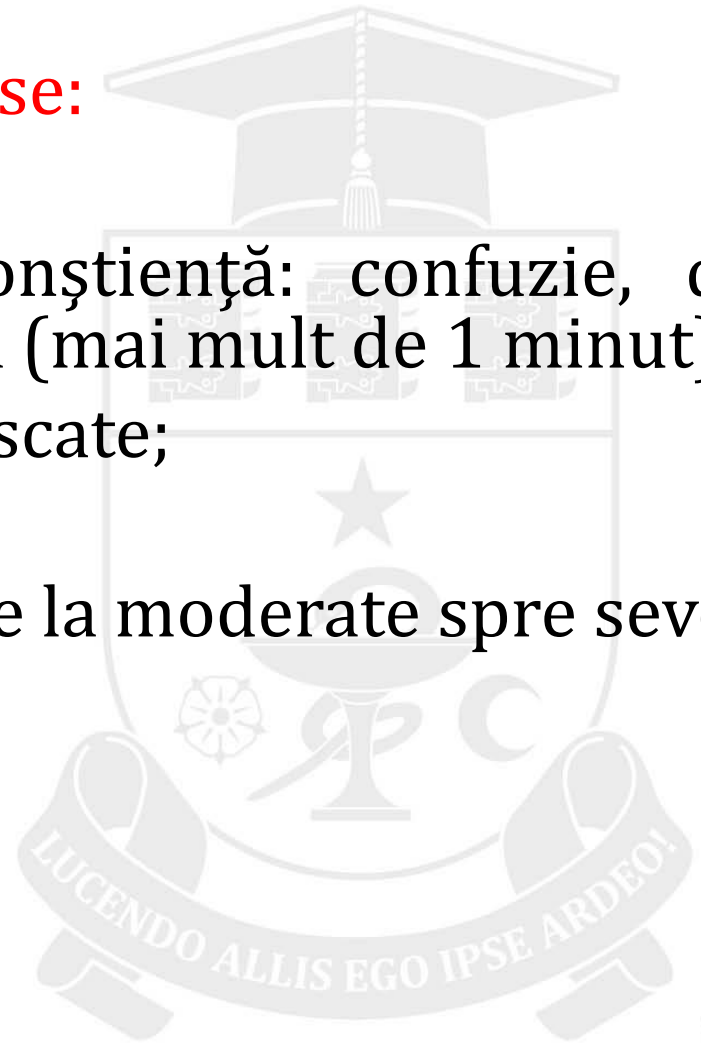 se:
onştienţă: confuzie,
(mai mult de 1 minut)
scate;
e la moderate spre sev
LUCENDO ALLIS EGO IPSE ARDEO!